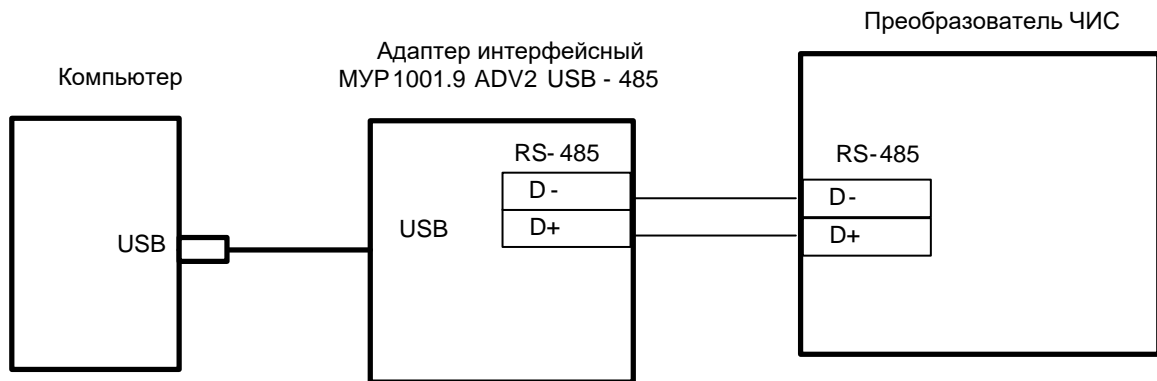 Преобразователь ЧИС
Адаптер интерфейсный
МУР1001.9 ADV2 USB - 485
Компьютер
RS-485
D-
D+
USB
USB
RS-485
D-
D+